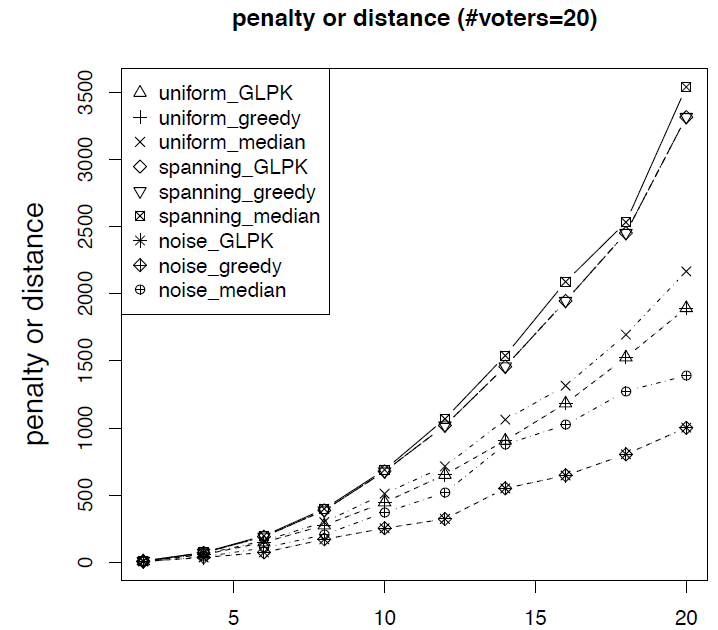 penalty or distance (#voters=20)
penalty or distance
3500
3000
2500
2000
1500
1000
500
0
uniform_GLPK
uniform_greedy
uniform_median
spanning_GLPK
spanning_greedy
spanning_median
noise_GLPK
noise_greedy
noise_median
5 10 15 20